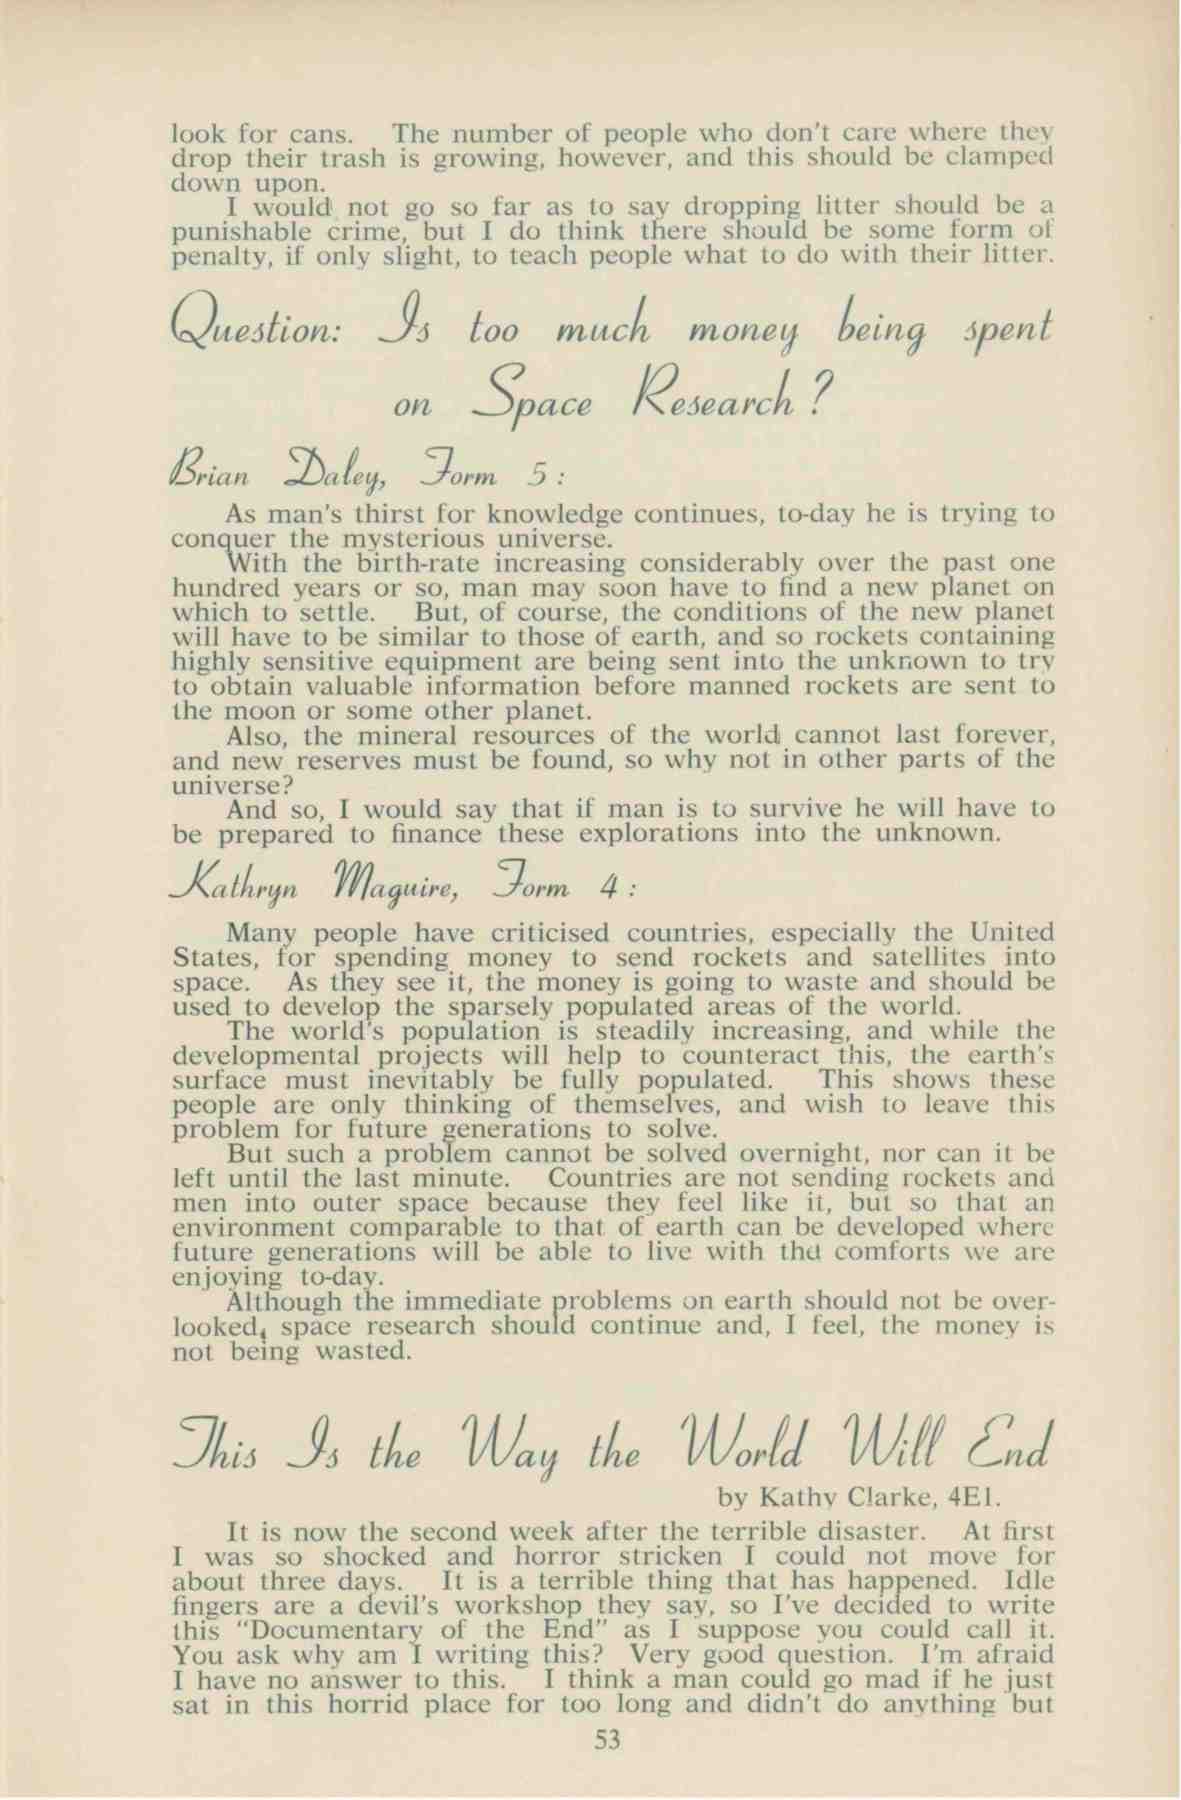 look for cans. The number of people who don't care where they
drop their trash is growing, however, and this should be clamped
down upon.
I would not go so far as to say dropping litter should be a
punishable crime, but I do think there should be some form of
penalty, if only slight, to teach people what to do with their litter.
Question: Is too much money being spent
on Space Research?
Brian Daley, Form 5:
As man's thirst for knowledge continues, to-day he is trying to
conquer the mysterious universe.
With the birth-rate increasing considerably over the past one
hundred years or so, man may soon have to find a new planet on
which to settle. But, of course, the conditions of the new planet
will have to be similar to those of earth, and so rockets containing
highly sensitive equipment are being sent into the unknown to try
to obtain valuable information before manned rockets are sent to
the moon or some other planet.
Also, the mineral resources of the world cannot last forever,
and new reserves must be found, so why not in other parts of the
universe?
And so, I would say that if man is to survive he will have to
be prepared to finance these explorations into the unknown.
Kathryn Maguire, Form 4:
Many people have criticised countries, especially the United
States, for spending money to send rockets and satellites into
space. As they see it, the money is going to waste and should be
used to develop the sparsely populated areas of the world.
The world's population is steadily increasing, and while the
developmental projects will help to counteract this, the earth's
surface must inevitably be fully populated. This shows these
people are only thinking of themselves, and wish to leave this
problem for future generations to solve.
But such a problem cannot be solved overnight, nor can it be
left until the last minute. Countries are not sending rockets and
men into outer space because they feel like it, but so that an
environment comparable to that of earth can be developed where
future generations will be able to live with the comforts we are
enjoying to-day.
Although the immediate problems on earth should not be over-
looked, space research should continue and, I feel, the money is
not being wasted.
This Is the Way the World Will End
by Kathy Clarke, 4E1.
It is now the second week after the terrible disaster. At first
I was so shocked and horror stricken I could not move for
about three days. It is a terrible thing that has happened. Idle
fingers are a devil's workshop they say, so I've decided to write
this "Documentary of the End" as I suppose you could call it.
You ask why am I writing this? Very good question. I'm afraid
I have no answer to this. I think a man could go mad if he just
sat in this horrid place for too long and didn't do anything but
53